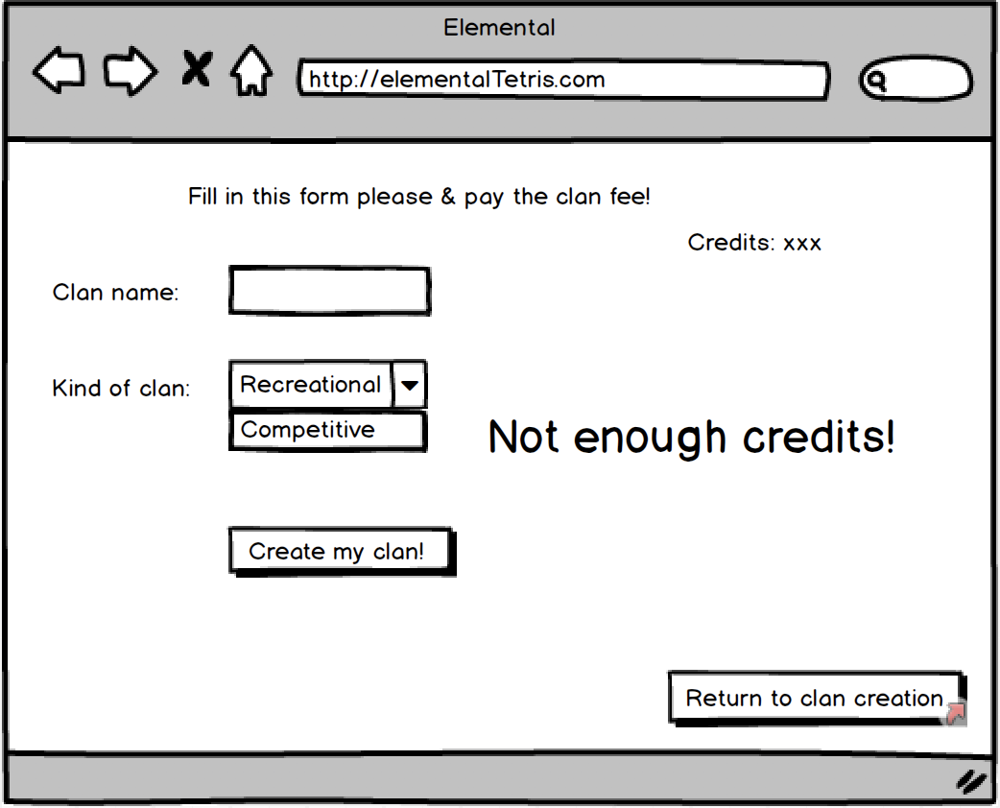 Elemental
http://elementalTetris.com
Fill in this form please & pay the clan fee!
Credits: xxx
Clan name:
Kind of clan:
Recreational
Competitive
Not enough credits!
Create my clan!
Return to clan creation